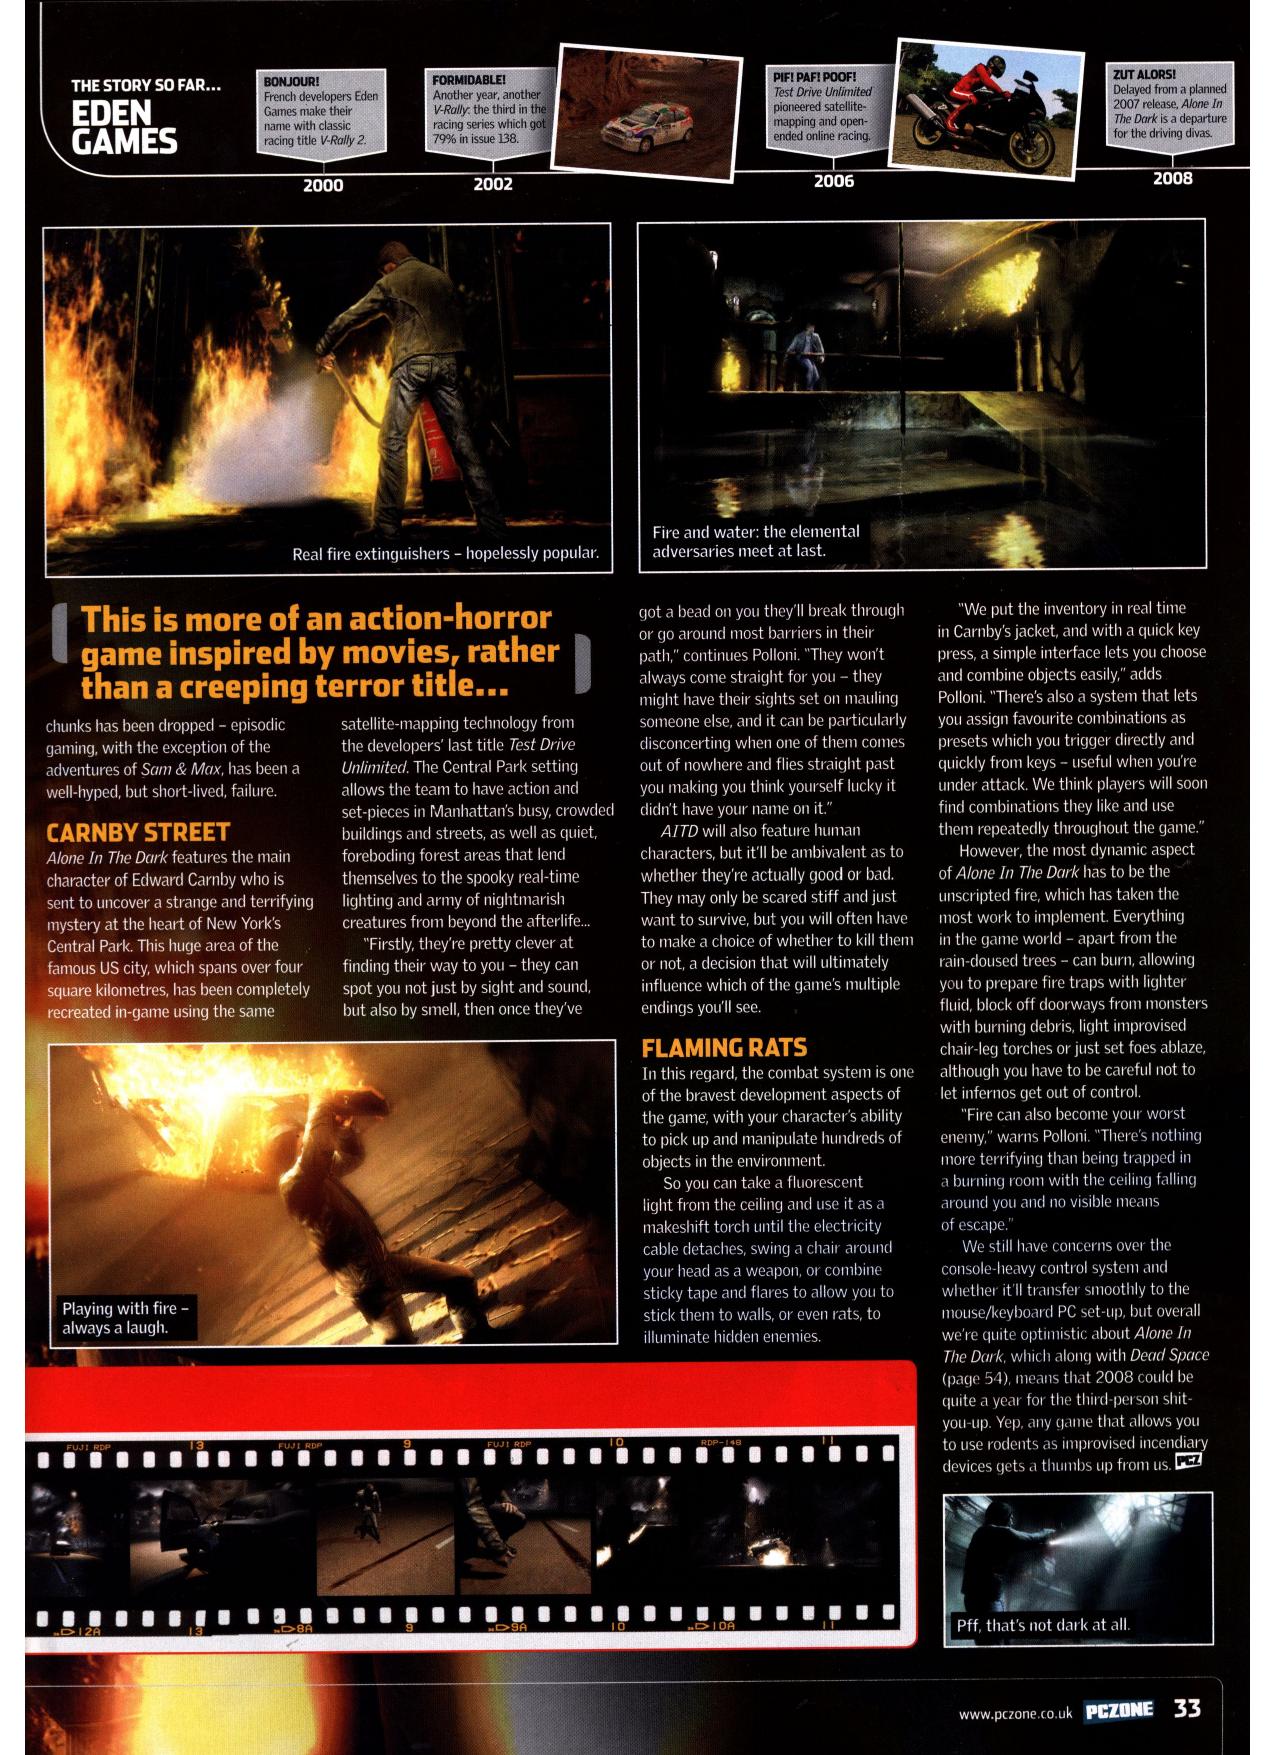 THE STORY SO FAR...
EDEN
GAMES
BONJOUR!
French developers Eden
Games make their
name with classic
racing title V-Rally 2.
2000
FORMIDABLE!
Another year, another
V-Rally: the third in the
racing series which got
79% in issue 138.
2002
PIF! PAF! POOF!
Test Drive Unlimited
pioneered satellite-
mapping and open-
ended online racing.
2006
ZUT ALORS!
Delayed from a planned
2007 release, Alone In
The Dark is a departure
for the driving divas.
2008
Real fire extinguishers – hopelessly popular.
Fire and water: the elemental
adversaries meet at last.
This is more of an action-horror
game inspired by movies, rather
than a creeping terror title...
chunks has been dropped – episodic
gaming, with the exception of the
adventures of Sam & Max, has been a
well-hyped, but short-lived, failure.
CARNBY STREET
Alone In The Dark features the main
character of Edward Carnby who is
sent to uncover a strange and terrifying
mystery at the heart of New York's
Central Park. This huge area of the
famous US city, which spans over four
square kilometres, has been completely
recreated in-game using the same
satellite-mapping technology from
the developers' last title Test Drive
Unlimited. The Central Park setting
allows the team to have action and
set-pieces in Manhattan's busy, crowded
buildings and streets, as well as quiet,
foreboding forest areas that lend
themselves to the spooky real-time
lighting and army of nightmarish
creatures from beyond the afterlife...
"Firstly, they're pretty clever at
finding their way to you – they can
spot you not just by sight and sound,
but also by smell, then once they've
got a bead on you they'll break through
or go around most barriers in their
path," continues Polloni. "They won't
always come straight for you – they
might have their sights set on mauling
someone else, and it can be particularly
disconcerting when one of them comes
out of nowhere and flies straight past
you making you think yourself lucky it
didn't have your name on it."
AITD will also feature human
characters, but it'll be ambivalent as to
whether they're actually good or bad.
They may only be scared stiff and just
want to survive, but you will often have
to make a choice of whether to kill them
or not, a decision that will ultimately
influence which of the game's multiple
endings you'll see.
FLAMING RATS
In this regard, the combat system is one
of the bravest development aspects of
the game, with your character's ability
to pick up and manipulate hundreds of
objects in the environment.
So you can take a fluorescent
light from the ceiling and use it as a
makeshift torch until the electricity
cable detaches, swing a chair around
your head as a weapon, or combine
sticky tape and flares to allow you to
stick them to walls, or even rats, to
illuminate hidden enemies.
"We put the inventory in real time
in Carnby's jacket, and with a quick key
press, a simple interface lets you choose
and combine objects easily," adds
Polloni. "There's also a system that lets
you assign favourite combinations as
presets which you trigger directly and
quickly from keys – useful when you're
under attack. We think players will soon
find combinations they like and use
them repeatedly throughout the game."
However, the most dynamic aspect
of Alone In The Dark has to be the
unscripted fire, which has taken the
most work to implement. Everything
in the game world – apart from the
rain-doused trees – can burn, allowing
you to prepare fire traps with lighter
fluid, block off doorways from monsters
with burning debris, light improvised
chair-leg torches or just set foes ablaze,
although you have to be careful not to
let infernos get out of control.
"Fire can also become your worst
enemy," warns Polloni. "There's nothing
more terrifying than being trapped in
a burning room with the ceiling falling
around you and no visible means
of escape."
We still have concerns over the
console-heavy control system and
whether it'll transfer smoothly to the
mouse/keyboard PC set-up, but overall
we're quite optimistic about Alone In
The Dark, which along with Dead Space
(page 54), means that 2008 could be
quite a year for the third-person shit-
you-up. Yep, any game that allows you
to use rodents as improvised incendiary
devices gets a thumbs up from us. PCZ
Playing with fire –
always a laugh.
FUJI RDP 13 FUJI RDP 9 FUJI RDP 10 RDP-148 11
12A 13 8A 9 9A 10 10A 11
Pff, that's not dark at all.
www.pczone.co.uk PCZONE 33